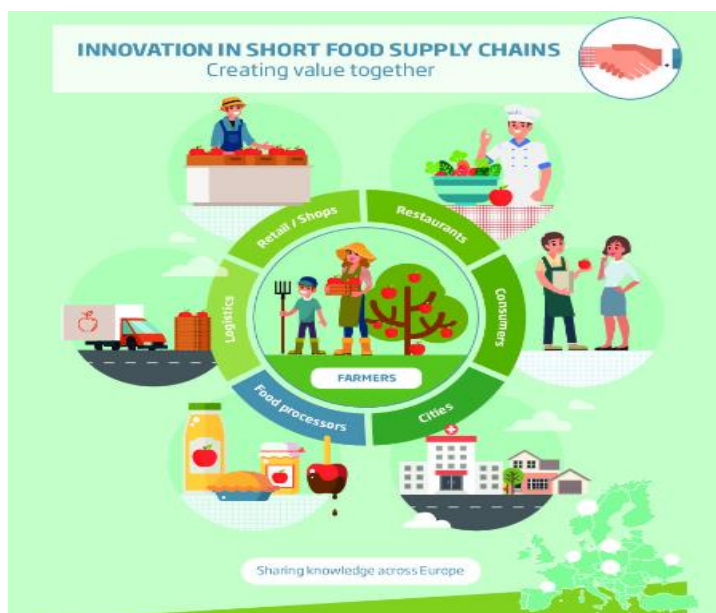 INNOVATION IN SHORT FOOD SUPPLY CHAINS
Creating value together
Retail / Shops
Restaurants
Logistics
Consumers
FARMERS
Food processors
Cities
Sharing knowledge across Europe